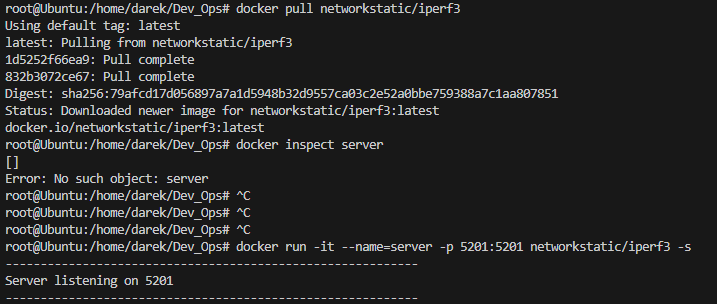 root@Ubuntu:/home/darek/Dev_Ops# docker pull networkstatic/iperf3
Using default tag: latest
latest: Pulling from networkstatic/iperf3
1d5252f66ea9: Pull complete
832b3072ce67: Pull complete
Digest: sha256:79afcd17d056897a7a1d5948b32d9557ca03c2e52a0bbe759388a7c1aa807851
Status: Downloaded newer image for networkstatic/iperf3:latest
docker.io/networkstatic/iperf3:latest
root@Ubuntu:/home/darek/Dev_Ops# docker inspect server
[]
Error: No such object: server
root@Ubuntu:/home/darek/Dev_Ops# ^C
root@Ubuntu:/home/darek/Dev_Ops# ^C
root@Ubuntu:/home/darek/Dev_Ops# ^C
root@Ubuntu:/home/darek/Dev_Ops# docker run -it --name=server -p 5201:5201 networkstatic/iperf3 -s
-----------------------------------------------------------
Server listening on 5201
-----------------------------------------------------------